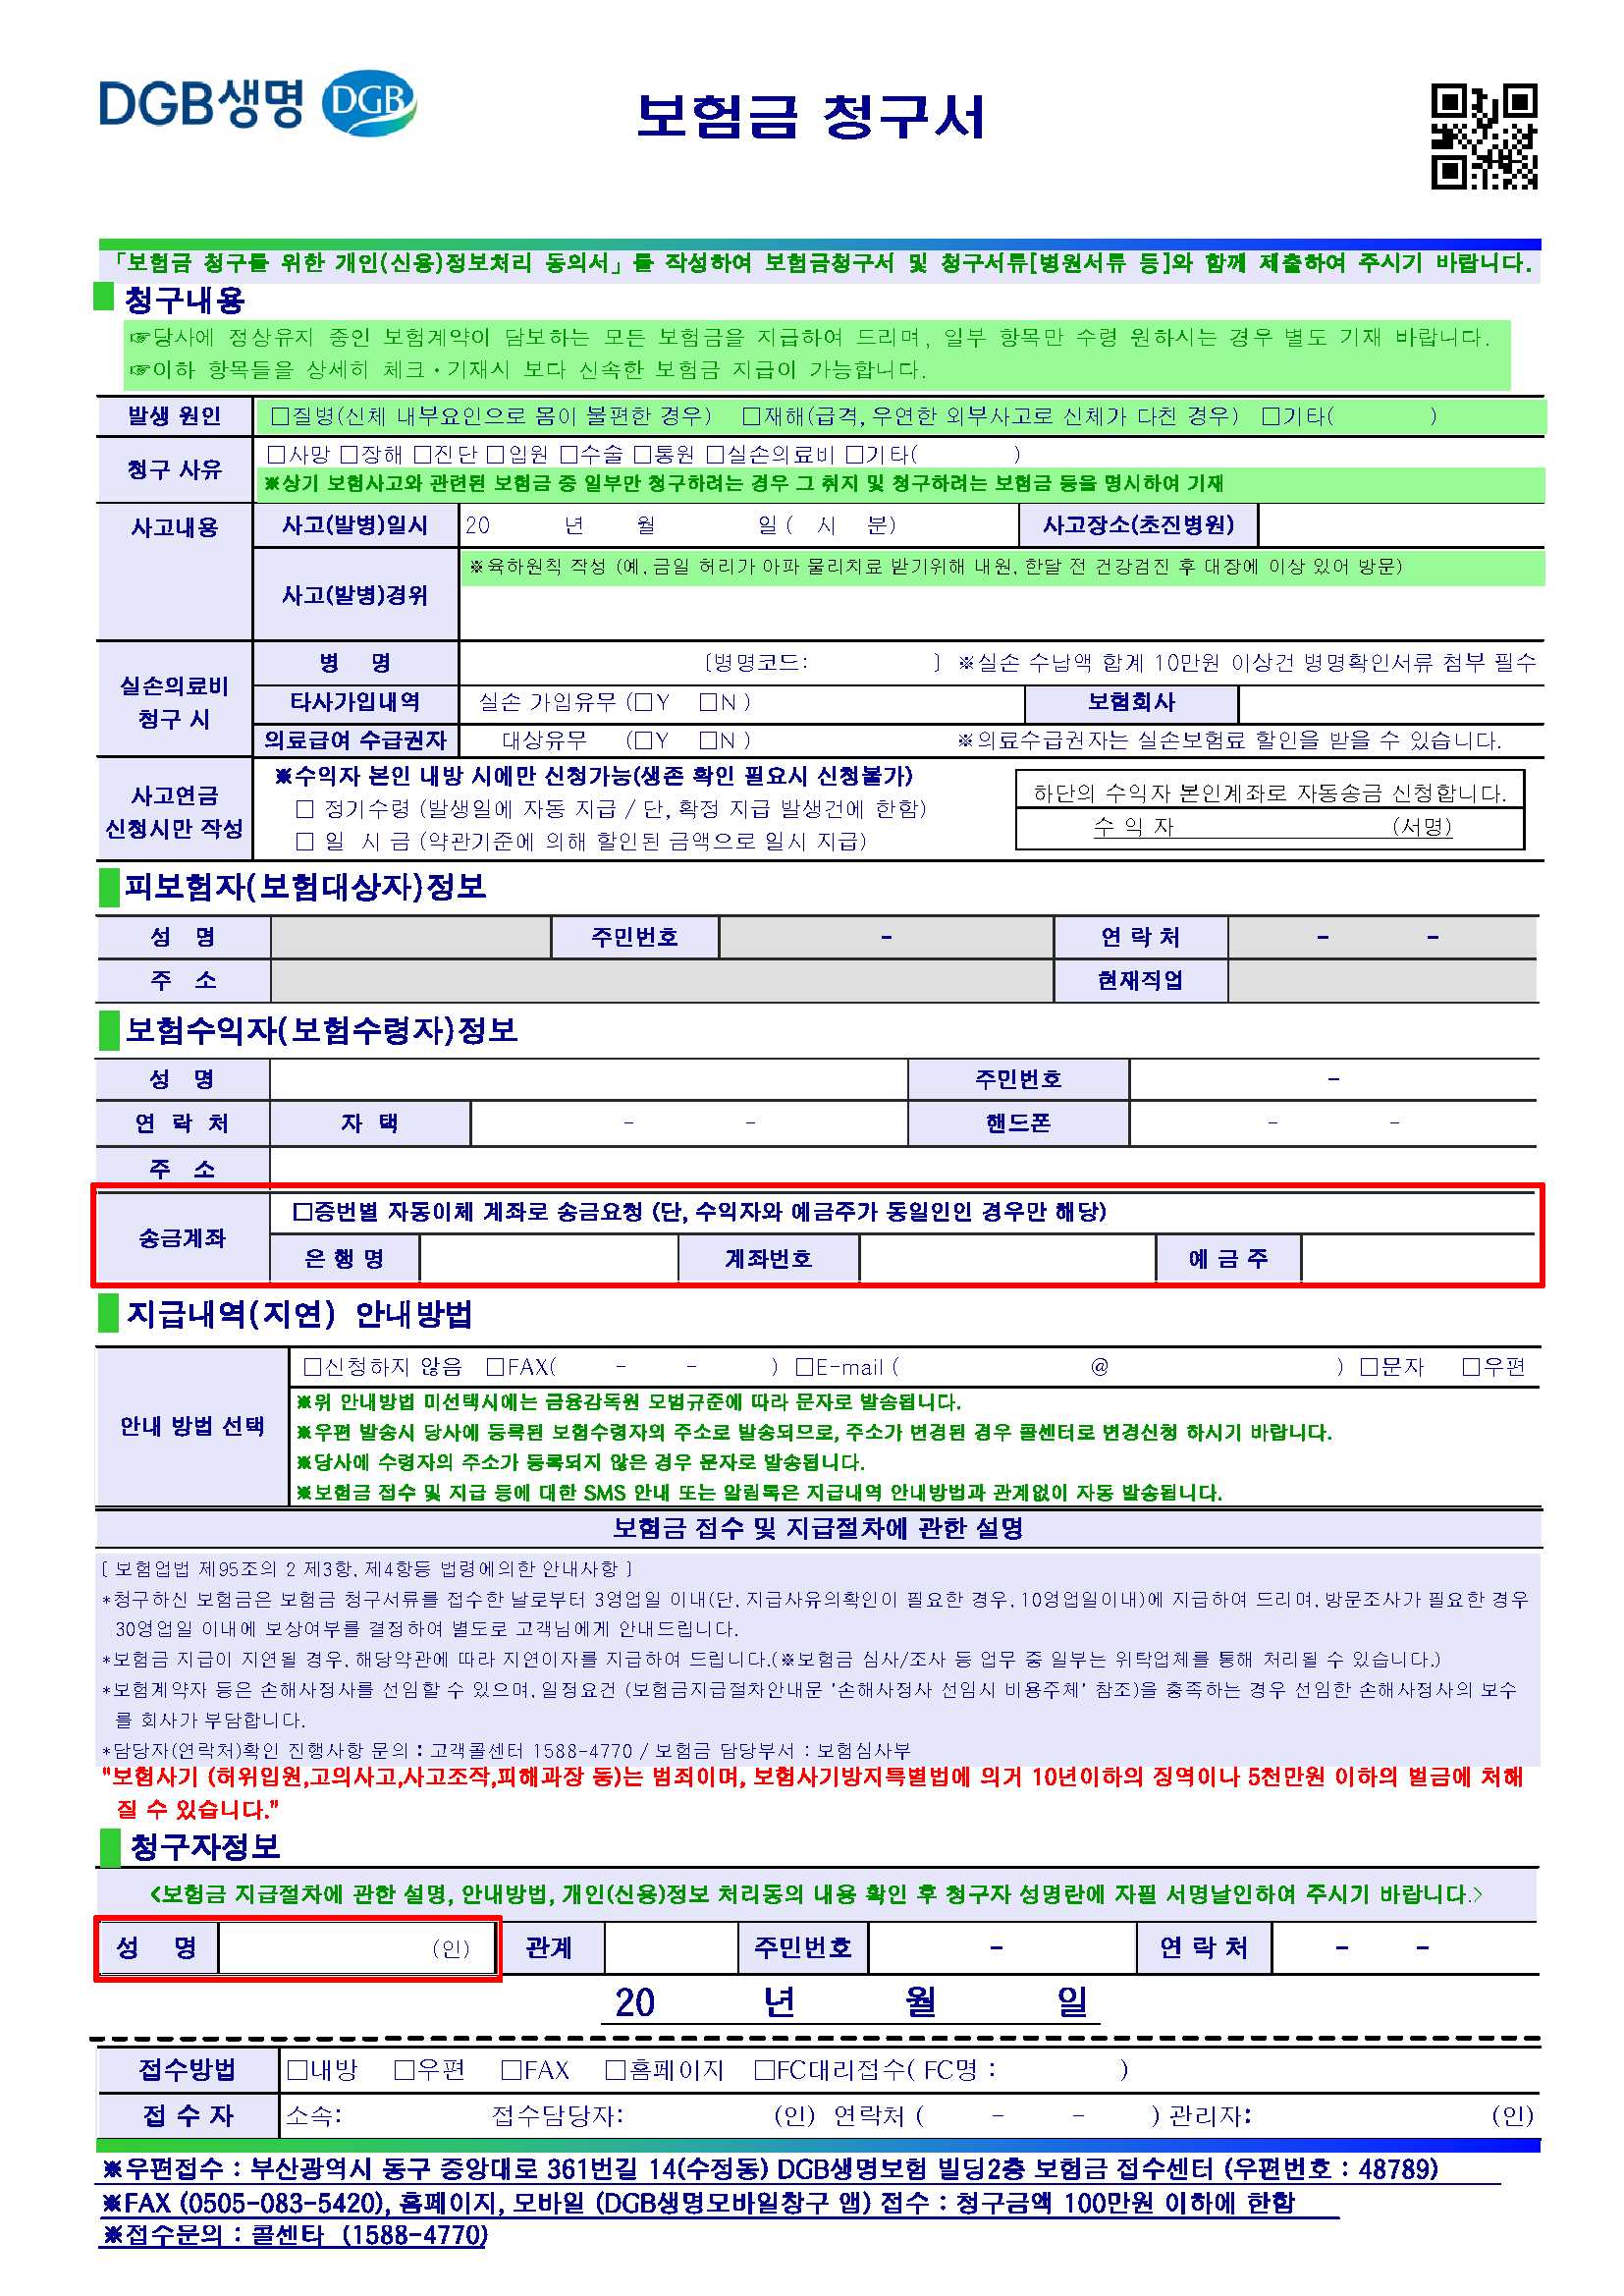 DGB생명 DGB
보험금 청구서
「보험금 청구를 위한 개인(신용)정보처리 동의서」를 작성하여 보험금청구서 및 청구서류[병원서류 등]와 함께 제출하여 주시기 바랍니다.
청구내용
☞당사에 정상유지 중인 보험계약이 담보하는 모든 보험금을 지급하여 드리며, 일부 항목만 수령 원하시는 경우 별도 기재 바랍니다.
☞이하 항목들을 상세히 체크·기재시 보다 신속한 보험금 지급이 가능합니다.
발생 원인 □질병(신체 내부요인으로 몸이 불편한 경우) □재해(급격, 우연한 외부사고로 신체가 다친 경우) □기타( )
청구 사유 □사망 □장해 □진단 □입원 □수술 □통원 □실손의료비 □기타( )
※상기 보험사고와 관련된 보험금 중 일부만 청구하려는 경우 그 취지 및 청구하려는 보험금 등을 명시하여 기재
사고내용 사고(발병)일시 20 년 월 일 ( 시 분) 사고장소(초진병원)
사고(발병)경위 ※육하원칙 작성 (예, 금일 허리가 아파 물리치료 받기위해 내원, 한달 전 건강검진 후 대장에 이상 있어 방문)
실손의료비 청구 시 병 명 [병명코드: ] ※실손 수납액 합계 10만원 이상건 병명확인서류 첨부 필수
타사가입내역 실손 가입유무 (□Y □N ) 보험회사
의료급여 수급권자 대상유무 (□Y □N ) ※의료수급권자는 실손보험료 할인을 받을 수 있습니다.
사고연금 신청시만 작성 ※수익자 본인 내방 시에만 신청가능(생존 확인 필요시 신청불가)
□ 정기수령 (발생일에 자동 지급 / 단, 확정 지급 발생건에 한함)
□ 일 시 금 (약관기준에 의해 할인된 금액으로 일시 지급)
하단의 수익자 본인계좌로 자동송금 신청합니다.
수 익 자 (서명)
피보험자(보험대상자)정보
성 명 주민번호 - 연 락 처 - -
주 소 현재직업
보험수익자(보험수령자)정보
성 명 주민번호 -
연 락 처 자 택 - - 핸드폰 - -
주 소
송금계좌 □증번별 자동이체 계좌로 송금요청 (단, 수익자와 예금주가 동일인인 경우만 해당)
은 행 명 계좌번호 예 금 주
지급내역(지연) 안내방법
안내 방법 선택 □신청하지 않음 □FAX( - - ) □E-mail ( @ ) □문자 □우편
※위 안내방법 미선택시에는 금융감독원 모범규준에 따라 문자로 발송됩니다.
※우편 발송시 당사에 등록된 보험수령자의 주소로 발송되므로, 주소가 변경된 경우 콜센터로 변경신청 하시기 바랍니다.
※당사에 수령자의 주소가 등록되지 않은 경우 문자로 발송됩니다.
※보험금 접수 및 지급 등에 대한 SMS 안내 또는 알림톡은 지급내역 안내방법과 관계없이 자동 발송됩니다.
보험금 접수 및 지급절차에 관한 설명
[ 보험업법 제95조의 2 제3항, 제4항등 법령에의한 안내사항 ]
*청구하신 보험금은 보험금 청구서류를 접수한 날로부터 3영업일 이내(단, 지급사유의확인이 필요한 경우, 10영업일이내)에 지급하여 드리며, 방문조사가 필요한 경우
30영업일 이내에 보상여부를 결정하여 별도로 고객님에게 안내드립니다.
*보험금 지급이 지연될 경우, 해당약관에 따라 지연이자를 지급하여 드립니다.(※보험금 심사/조사 등 업무 중 일부는 위탁업체를 통해 처리될 수 있습니다.)
*보험계약자 등은 손해사정사를 선임할 수 있으며, 일정요건 (보험금지급절차안내문 '손해사정사 선임시 비용주체' 참조)을 충족하는 경우 선임한 손해사정사의 보수
를 회사가 부담합니다.
*담당자(연락처)확인 진행사항 문의 : 고객콜센터 1588-4770 / 보험금 담당부서 : 보험심사부
"보험사기 (허위입원,고의사고,사고조작,피해과장 등)는 범죄이며, 보험사기방지특별법에 의거 10년이하의 징역이나 5천만원 이하의 벌금에 처해
질 수 있습니다."
청구자정보
<보험금 지급절차에 관한 설명, 안내방법, 개인(신용)정보 처리동의 내용 확인 후 청구자 성명란에 자필 서명날인하여 주시기 바랍니다.>
성 명 (인) 관계 주민번호 - 연 락 처 - -
20 년 월 일
접수방법 □내방 □우편 □FAX □홈페이지 □FC대리접수( FC명 : )
접 수 자 소속: 접수담당자: (인) 연락처 ( - - ) 관리자: (인)
※우편접수 : 부산광역시 동구 중앙대로 361번길 14(수정동) DGB생명보험 빌딩2층 보험금 접수센터 (우편번호 : 48789)
※FAX (0505-083-5420), 홈페이지, 모바일 (DGB생명모바일창구 앱) 접수 : 청구금액 100만원 이하에 한함
※접수문의 : 콜센타 (1588-4770)